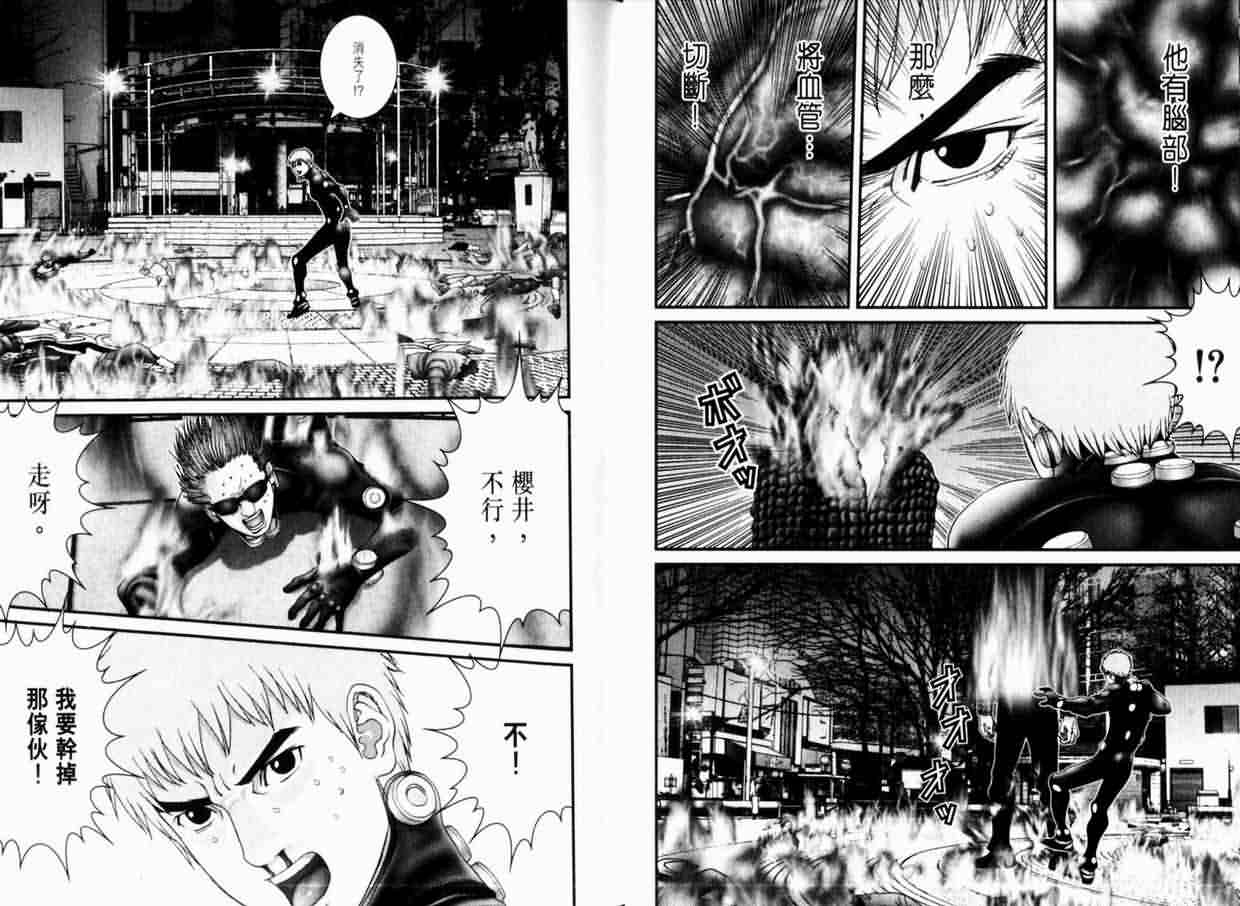 他有腦部！
那麼…
將血管…
切斷！
!?
ボオッ
オオオッ
消失了!?
櫻井，
不行，
走呀。
不！
我要幹掉
那傢伙！